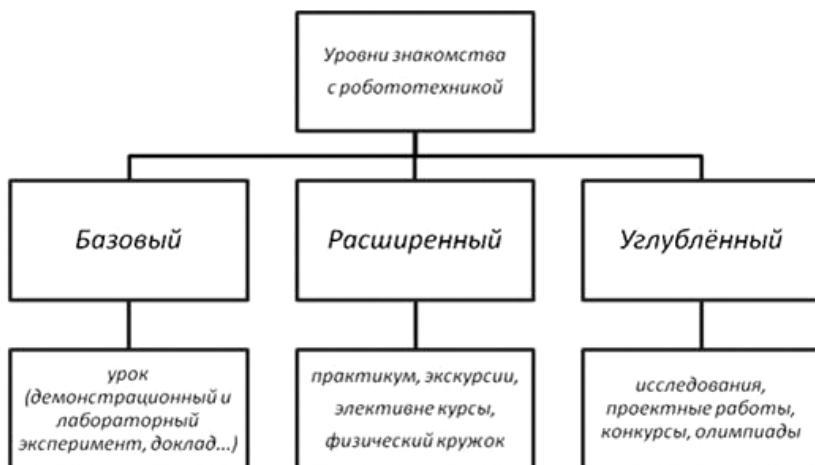 Уровни знакомства
с робототехникой
Базовый
Расширенный
Углублённый
урок
(демонстрационный и
лабораторный
эксперимент, доклад...)
практикум, экскурсии,
элективне курсы,
физический кружок
исследования,
проектные работы,
конкурсы, олимпиады